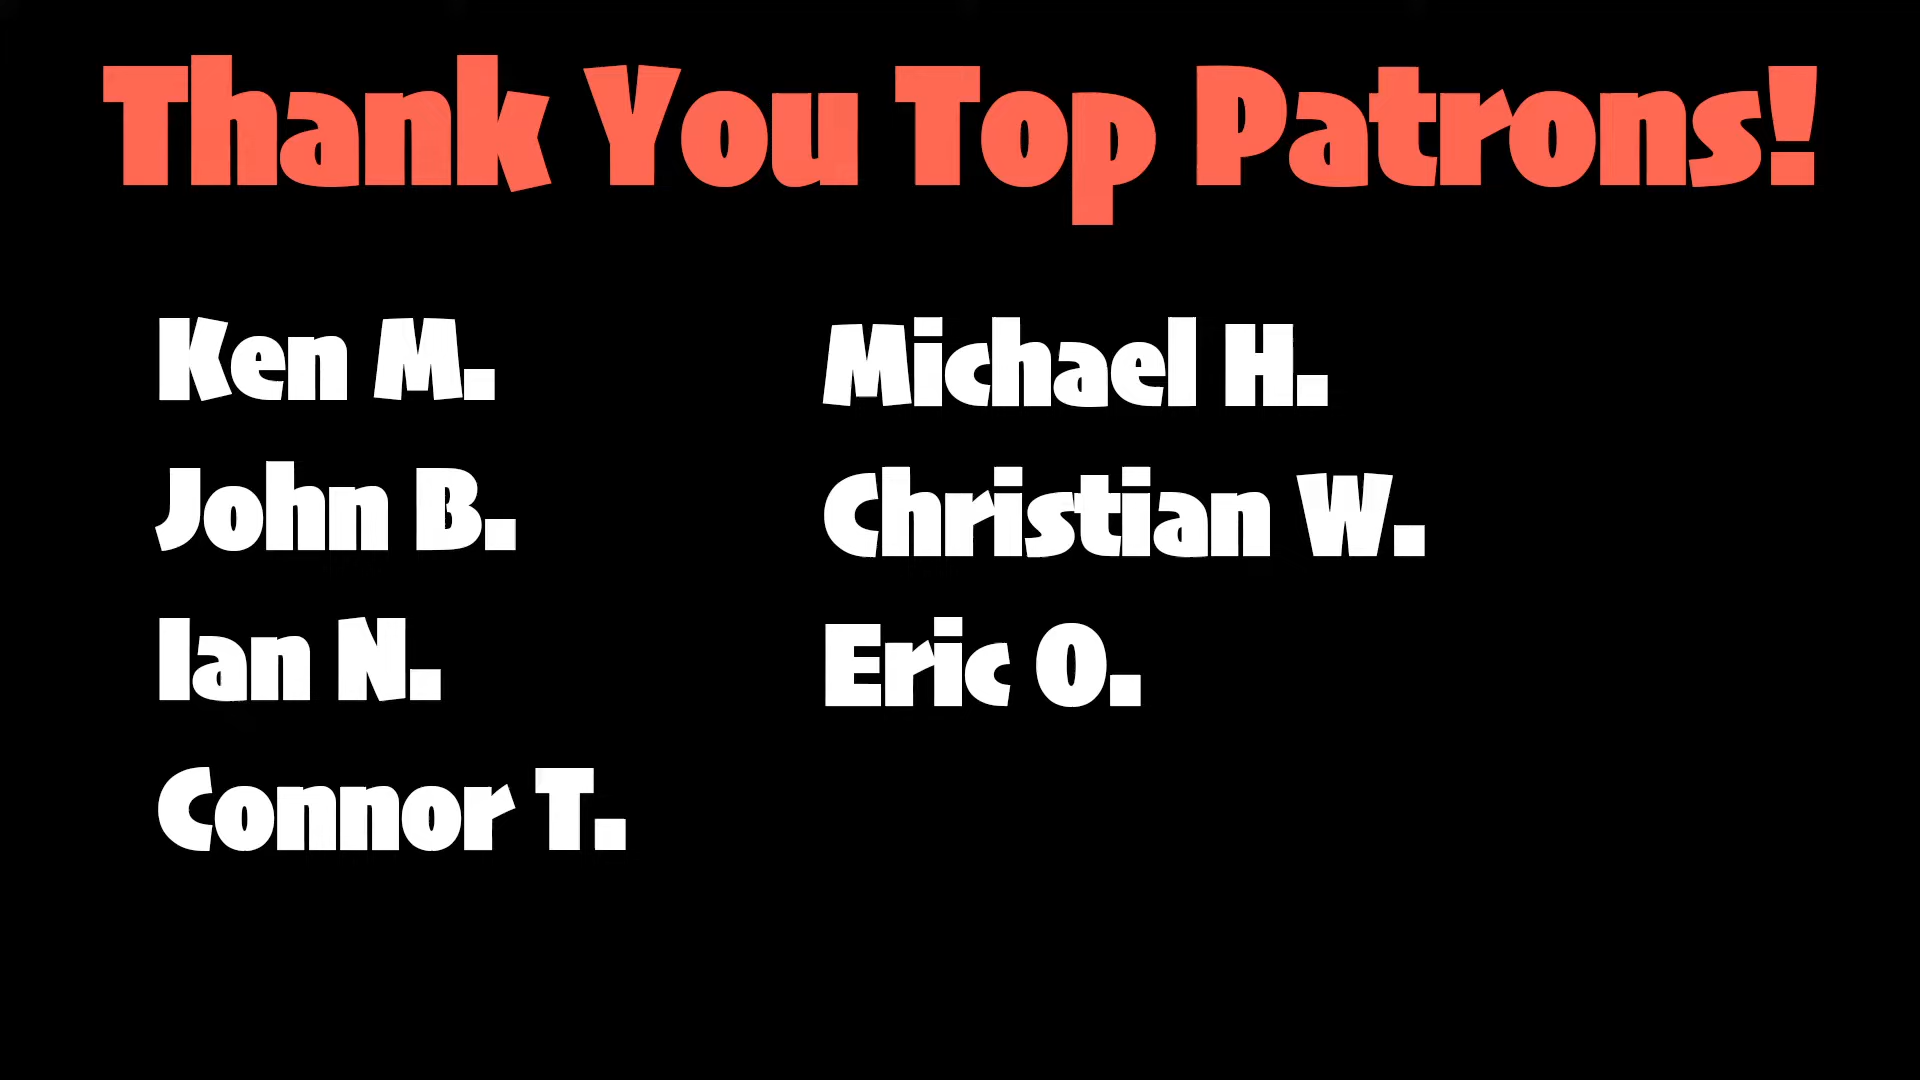 Thank You Top Patrons!
Ken M.
John B.
Ian N.
Connor T.
Michael H.
Christian W.
Eric O.